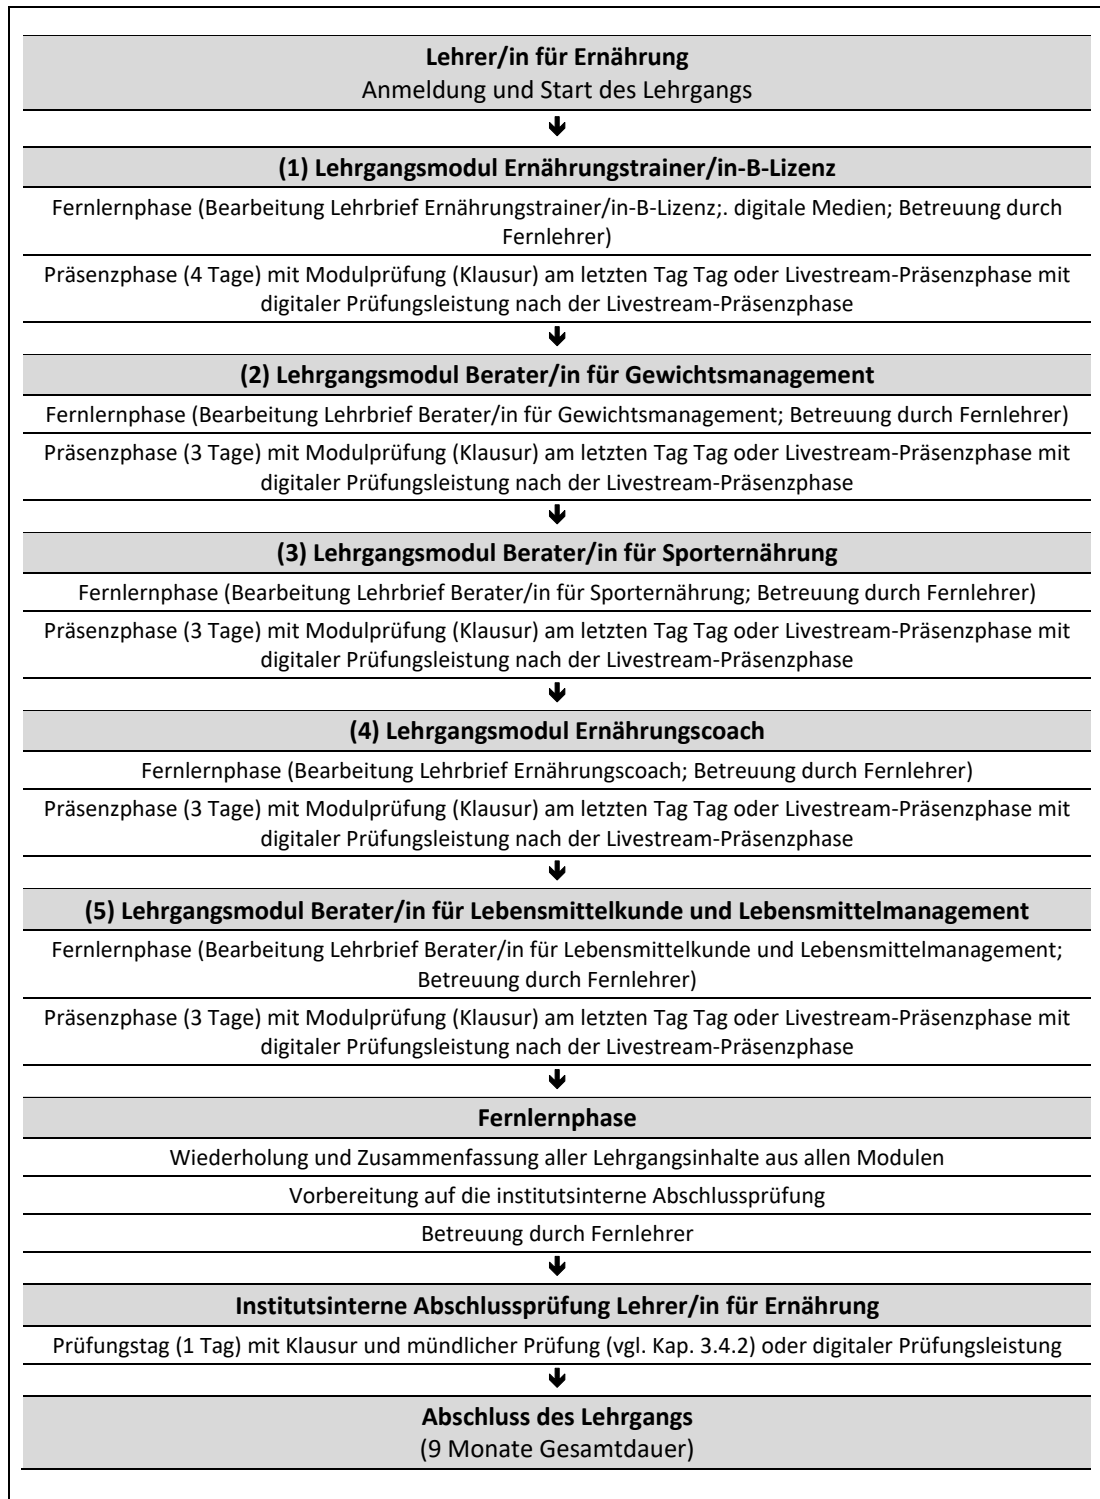 Lehrer/in für Ernährung
Anmeldung und Start des Lehrgangs
🡻
(1) Lehrgangsmodul Ernährungstrainer/in-B-Lizenz
Fernlernphase (Bearbeitung Lehrbrief Ernährungstrainer/in-B-Lizenz;. digitale Medien; Betreuung durch
Fernlehrer)
Präsenzphase (4 Tage) mit Modulprüfung (Klausur) am letzten Tag Tag oder Livestream-Präsenzphase mit
digitaler Prüfungsleistung nach der Livestream-Präsenzphase
🡻
(2) Lehrgangsmodul Berater/in für Gewichtsmanagement
Fernlernphase (Bearbeitung Lehrbrief Berater/in für Gewichtsmanagement; Betreuung durch Fernlehrer)
Präsenzphase (3 Tage) mit Modulprüfung (Klausur) am letzten Tag Tag oder Livestream-Präsenzphase mit
digitaler Prüfungsleistung nach der Livestream-Präsenzphase
🡻
(3) Lehrgangsmodul Berater/in für Sporternährung
Fernlernphase (Bearbeitung Lehrbrief Berater/in für Sporternährung; Betreuung durch Fernlehrer)
Präsenzphase (3 Tage) mit Modulprüfung (Klausur) am letzten Tag Tag oder Livestream-Präsenzphase mit
digitaler Prüfungsleistung nach der Livestream-Präsenzphase
🡻
(4) Lehrgangsmodul Ernährungscoach
Fernlernphase (Bearbeitung Lehrbrief Ernährungscoach; Betreuung durch Fernlehrer)
Präsenzphase (3 Tage) mit Modulprüfung (Klausur) am letzten Tag Tag oder Livestream-Präsenzphase mit
digitaler Prüfungsleistung nach der Livestream-Präsenzphase
🡻
(5) Lehrgangsmodul Berater/in für Lebensmittelkunde und Lebensmittelmanagement
Fernlernphase (Bearbeitung Lehrbrief Berater/in für Lebensmittelkunde und Lebensmittelmanagement;
Betreuung durch Fernlehrer)
Präsenzphase (3 Tage) mit Modulprüfung (Klausur) am letzten Tag Tag oder Livestream-Präsenzphase mit
digitaler Prüfungsleistung nach der Livestream-Präsenzphase
🡻
Fernlernphase
Wiederholung und Zusammenfassung aller Lehrgangsinhalte aus allen Modulen
Vorbereitung auf die institutsinterne Abschlussprüfung
Betreuung durch Fernlehrer
🡻
Institutsinterne Abschlussprüfung Lehrer/in für Ernährung
Prüfungstag (1 Tag) mit Klausur und mündlicher Prüfung (vgl. Kap. 3.4.2) oder digitaler Prüfungsleistung
🡻
Abschluss des Lehrgangs
(9 Monate Gesamtdauer)